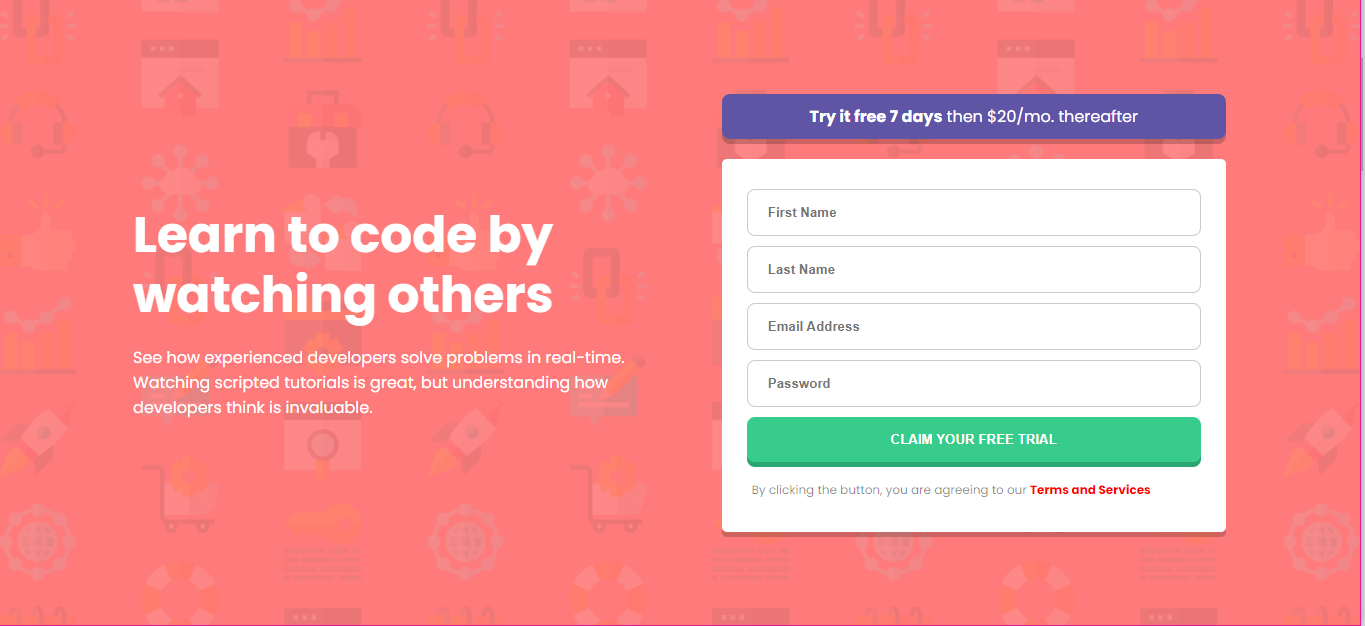 Learn to code by
watching others
See how experienced developers solve problems in real-time.
Watching scripted tutorials is great, but understanding how
developers think is invaluable.
Try it free 7 days then $20/mo. thereafter
First Name
Last Name
Email Address
Password
CLAIM YOUR FREE TRIAL
By clicking the button, you are agreeing to our Terms and Services